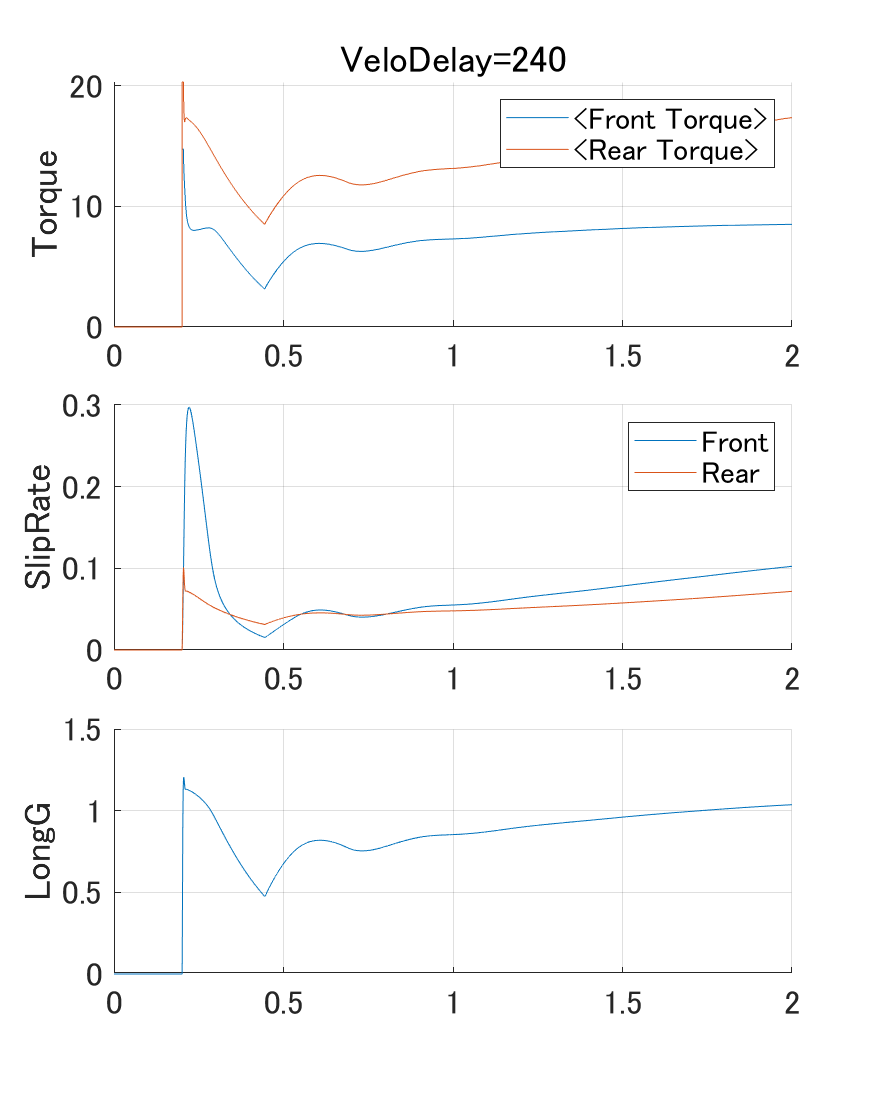 VeloDelay=240
Torque
20
10
0
<Front Torque>
<Rear Torque>
0 0.5 1 1.5 2
SlipRate
0.3
0.2
0.1
0
Front
Rear
0 0.5 1 1.5 2
LongG
1.5
1
0.5
0
0 0.5 1 1.5 2